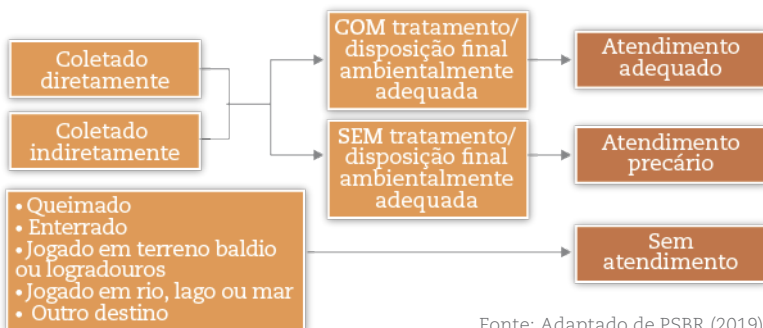 Coletado
diretamente
Coletado
indiretamente
COM tratamento/
disposição final
ambientalmente
adequada
SEM tratamento/
disposição final
ambientalmente
adequada
Atendimento
adequado
Atendimento
precário
• Queimado
• Enterrado
• Jogado em terreno baldio
ou logradouros
• Jogado em rio, lago ou mar
• Outro destino
Sem
atendimento
Fonte: Adaptado de PSBR (2019)